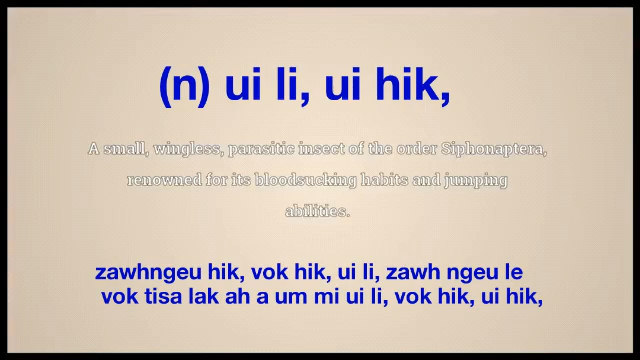 (n) ui li, ui hik,
A small, wingless, parasitic insect of the order Siphonaptera,
renowned for its bloodsucking habits and jumping
abilities.
zawhngeu hik, vok hik, ui li, zawh ngeu le
vok tisa lak ah a um mi ui li, vok hik, ui hik,